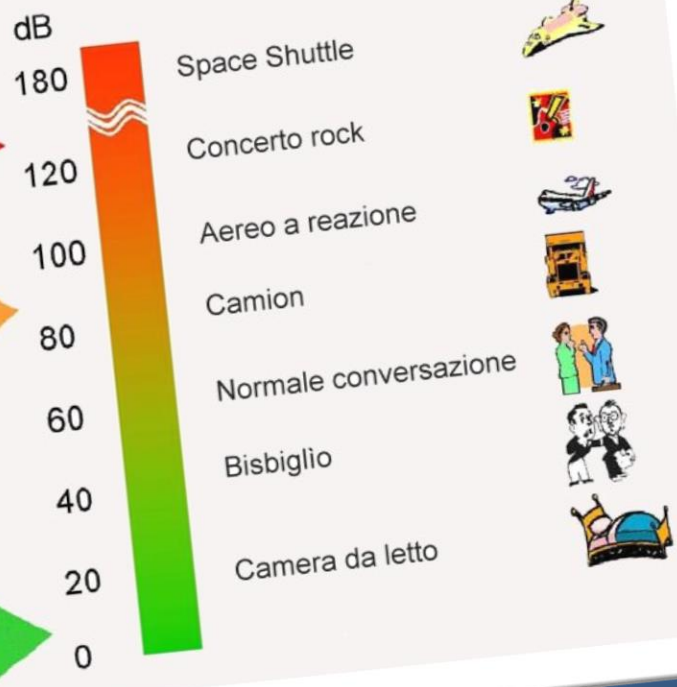 dB
180
Space Shuttle
Concerto rock
120
Aereo a reazione
100
Camion
80
Normale conversazione
60
Bisbiglìo
40
Camera da letto
20
0